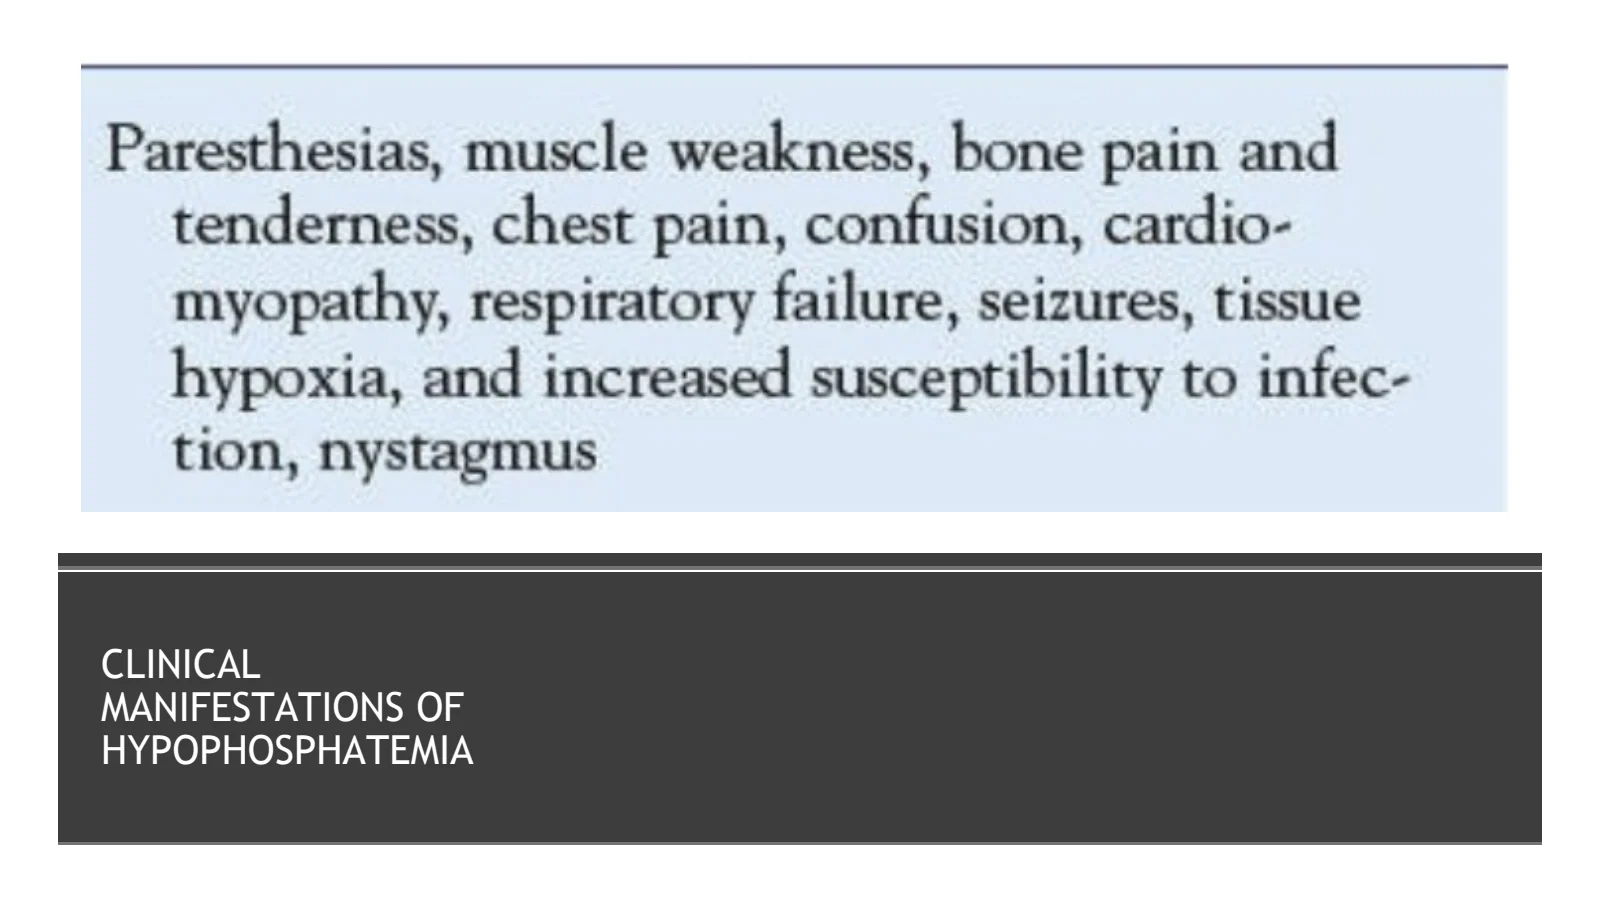 Paresthesias, muscle weakness, bone pain and
tenderness, chest pain, confusion, cardio-
myopathy, respiratory failure, seizures, tissue
hypoxia, and increased susceptibility to infec-
tion, nystagmus
CLINICAL
MANIFESTATIONS OF
HYPOPHOSPHATEMIA